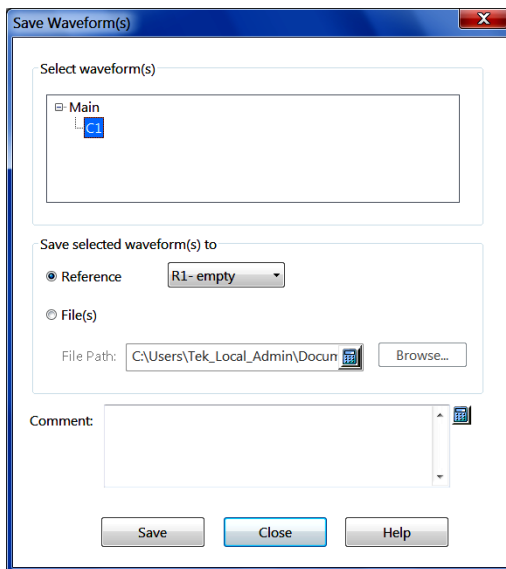 Save Waveform(s)
X
Select waveform(s)
Main
C1
Save selected waveform(s) to
Reference
R1- empty
File(s)
File Path:
C:\Users\Tek_Local_Admin\Docum
Browse...
Comment:
Save
Close
Help